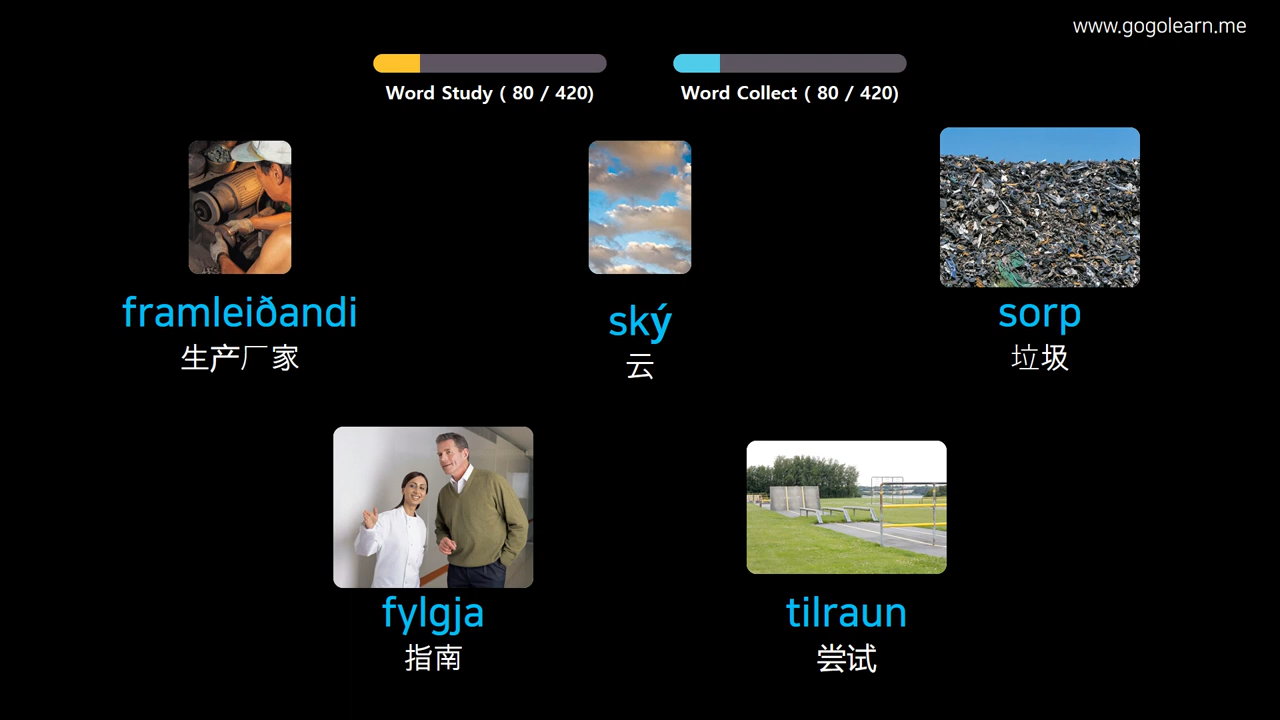 www.gogolearn.me
Word Study ( 80 / 420)
Word Collect ( 80 / 420)
framleiðandi
生产厂家
ský
云
sorp
垃圾
fylgja
指南
tilraun
尝试